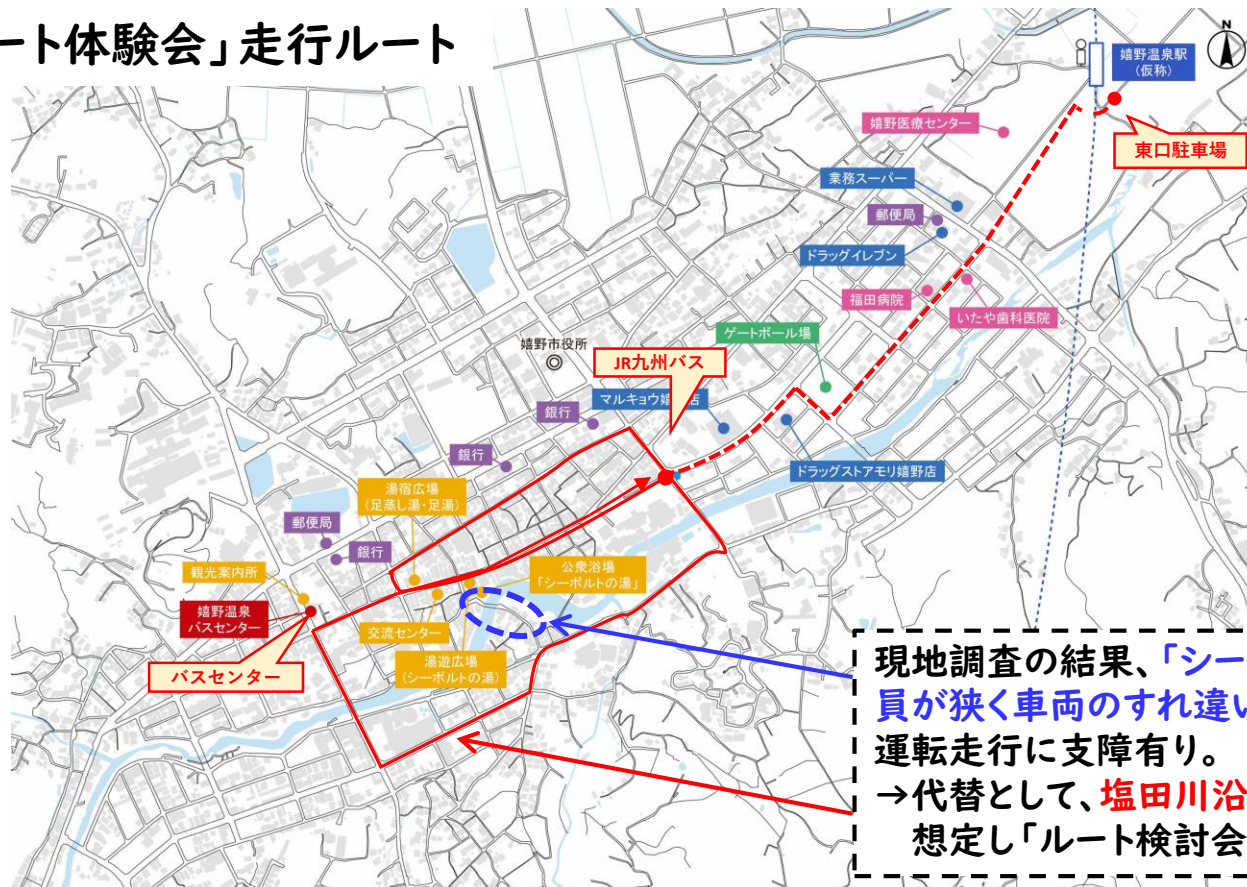 ート体験会」走行ルート
N
嬉野温泉駅
(仮称)
嬉野医療センター
東口駐車場
業務スーパー
郵便局
ドラッグイレブン
福田病院
いたや歯科医院
ゲートボール場
嬉野市役所
JR九州バス
マルキョウ嬉 店
銀行
銀行
ドラッグストアモリ嬉野店
湯宿広場
(足蒸し湯・足湯)
郵便局
銀行
観光案内所
公衆浴場
「シーボルトの湯」
嬉野温泉
バスセンター
交流センター
湯遊広場
(シーボルトの湯)
バスセンター
現地調査の結果、「シー
員が狭く車両のすれ違い
運転走行に支障有り。
→代替として、塩田川沿
想定し「ルート検討会